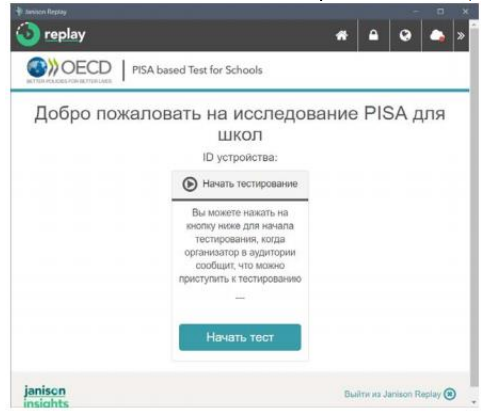 Janison Replay
replay
OECD
BETTER POLICIES FOR BETTER LIVES
PISA based Test for Schools
Добро пожаловать на исследование PISA для
школ
ID устройства:
Начать тестирование
Вы можете нажать на
кнопку ниже для начала
тестирования, когда
организатор в аудитории
сообщит, что можно
приступить к тестированию
---
Начать тест
janison
insights
Выйти из Janison Replay